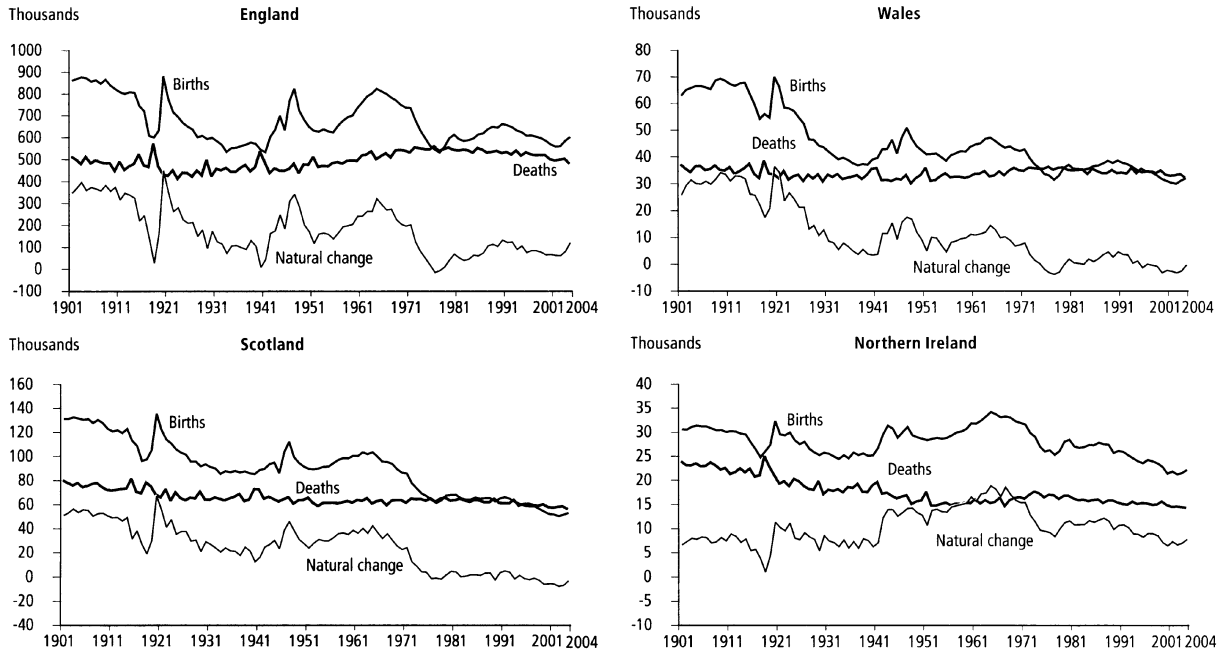 Thousands England
1000
900
800
700
600
500
400
300
200
100
0
-100
Births
Deaths
Natural change
1901 1911 1921 1931 1941 1951 1961 1971 1981 1991 2001 2004
Thousands Wales
80
70
60
50
40
30
20
10
0
-10
Births
Deaths
Natural change
1901 1911 1921 1931 1941 1951 1961 1971 1981 1991 2001 2004
Thousands Scotland
160
140
120
100
80
60
40
20
0
-20
-40
Births
Deaths
Natural change
1901 1911 1921 1931 1941 1951 1961 1971 1981 1991 2001 2004
Thousands Northern Ireland
40
35
30
25
20
15
10
5
0
-5
-10
Births
Deaths
Natural change
1901 1911 1921 1931 1941 1951 1961 1971 1981 1991 2001 2004